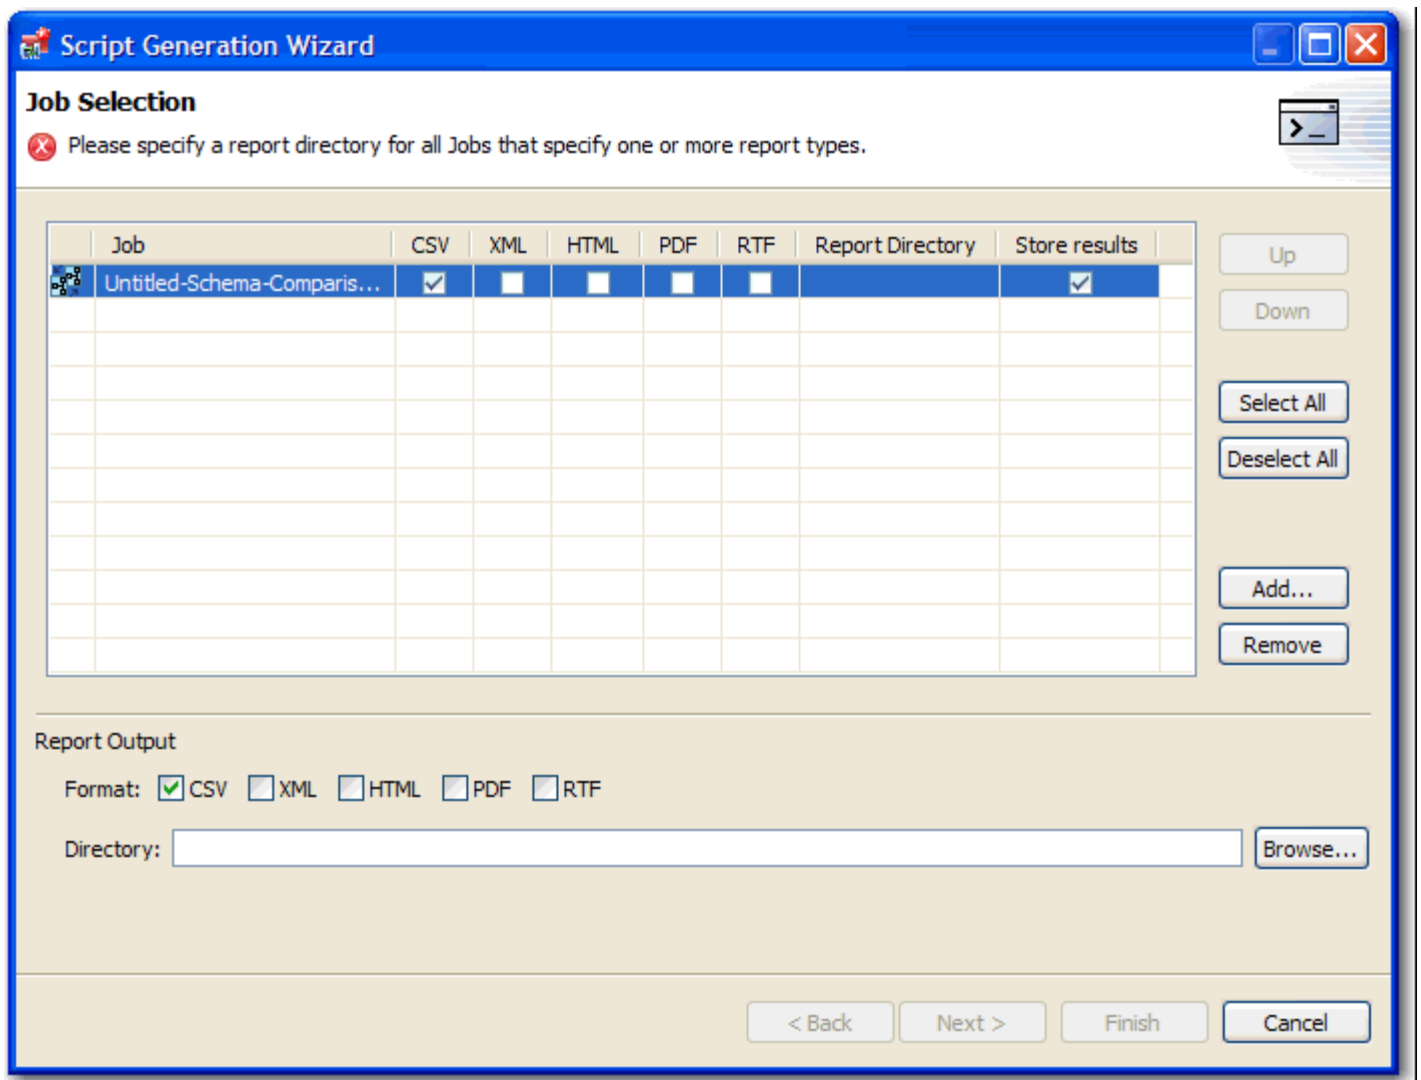 Script Generation Wizard
Job Selection
Please specify a report directory for all Jobs that specify one or more report types.
Job CSV XML HTML PDF RTF Report Directory Store results
Untitled-Schema-Comparis...
Up
Down
Select All
Deselect All
Add...
Remove
Report Output
Format: CSV XML HTML PDF RTF
Directory: Browse...
< Back Next > Finish Cancel